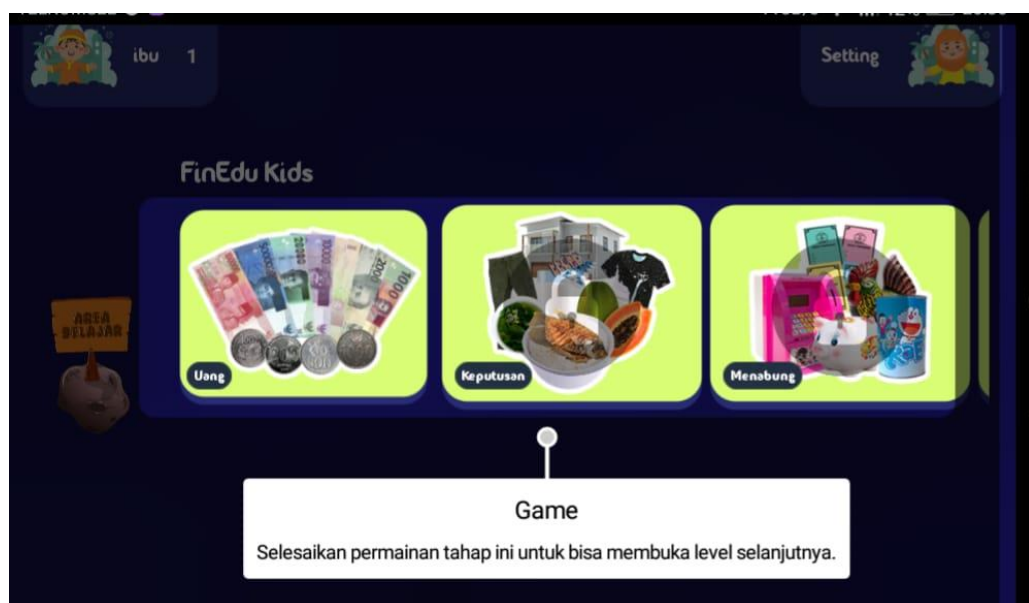 ibu 1
Setting
FinEdu Kids
AREA
BELAJAR
Uang
Keputusan
Menabung
Game
Selesaikan permainan tahap ini untuk bisa membuka level selanjutnya.